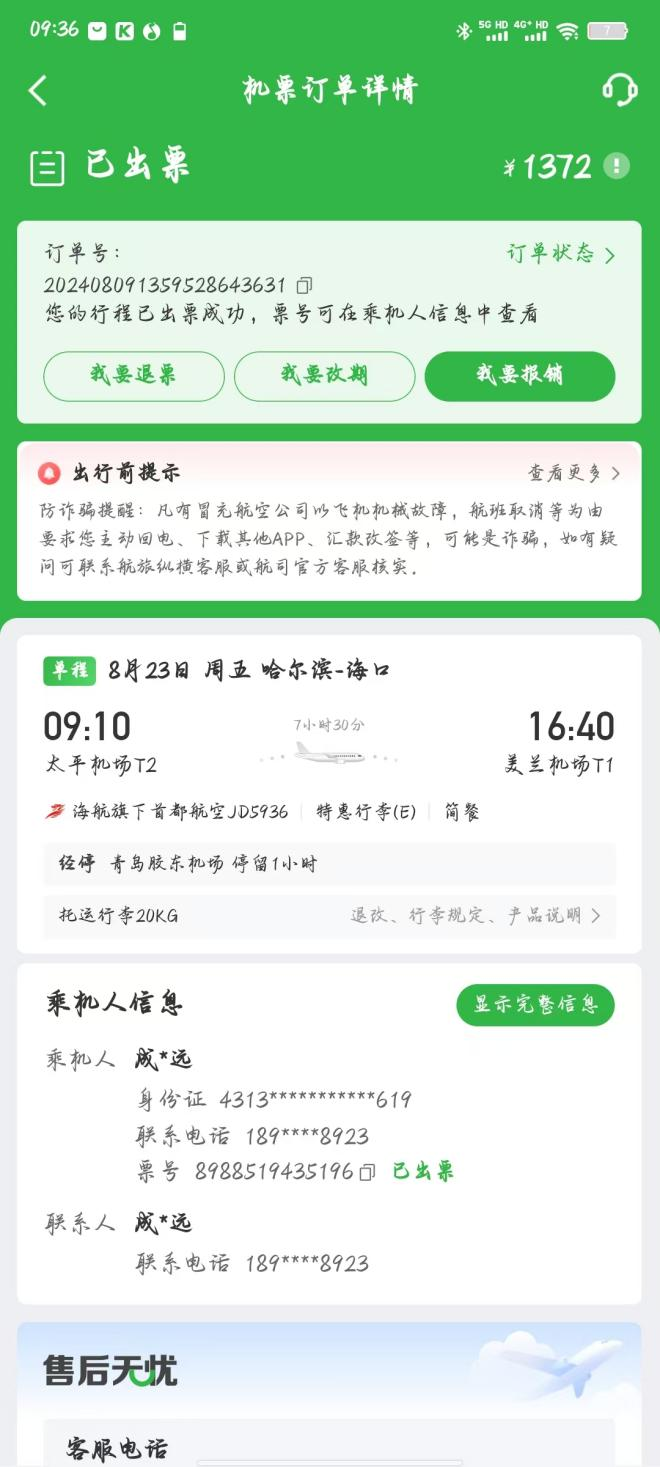 09:36
5G HD 4G+ HD 7
机票订单详情
已出票 ¥1372
订单号: 订单状态
202408091359528643631
您的行程已出票成功，票号可在乘机人信息中查看
我要退票 我要改期 我要报销
出行前提示 查看更多
防诈骗提醒：凡有冒充航空公司以飞机机械故障，航班取消等为由
要求您主动回电、下载其他APP、汇款改签等，可能是诈骗，如有疑
问可联系航旅纵横客服或航司官方客服核实.
单程 8月23日 周五 哈尔滨-海口
09:10 7小时30分 16:40
太平机场T2 美兰机场T1
海航旗下首都航空JD5936 特惠行李(E) 简餐
经停 青岛胶东机场 停留1小时
托运行李20KG 退改、行李规定、产品说明
乘机人信息 显示完整信息
乘机人 成*远
身份证 4313***********619
联系电话 189****8923
票号 8988519435196 已出票
联系人 成*远
联系电话 189****8923
售后无忧
客服电话